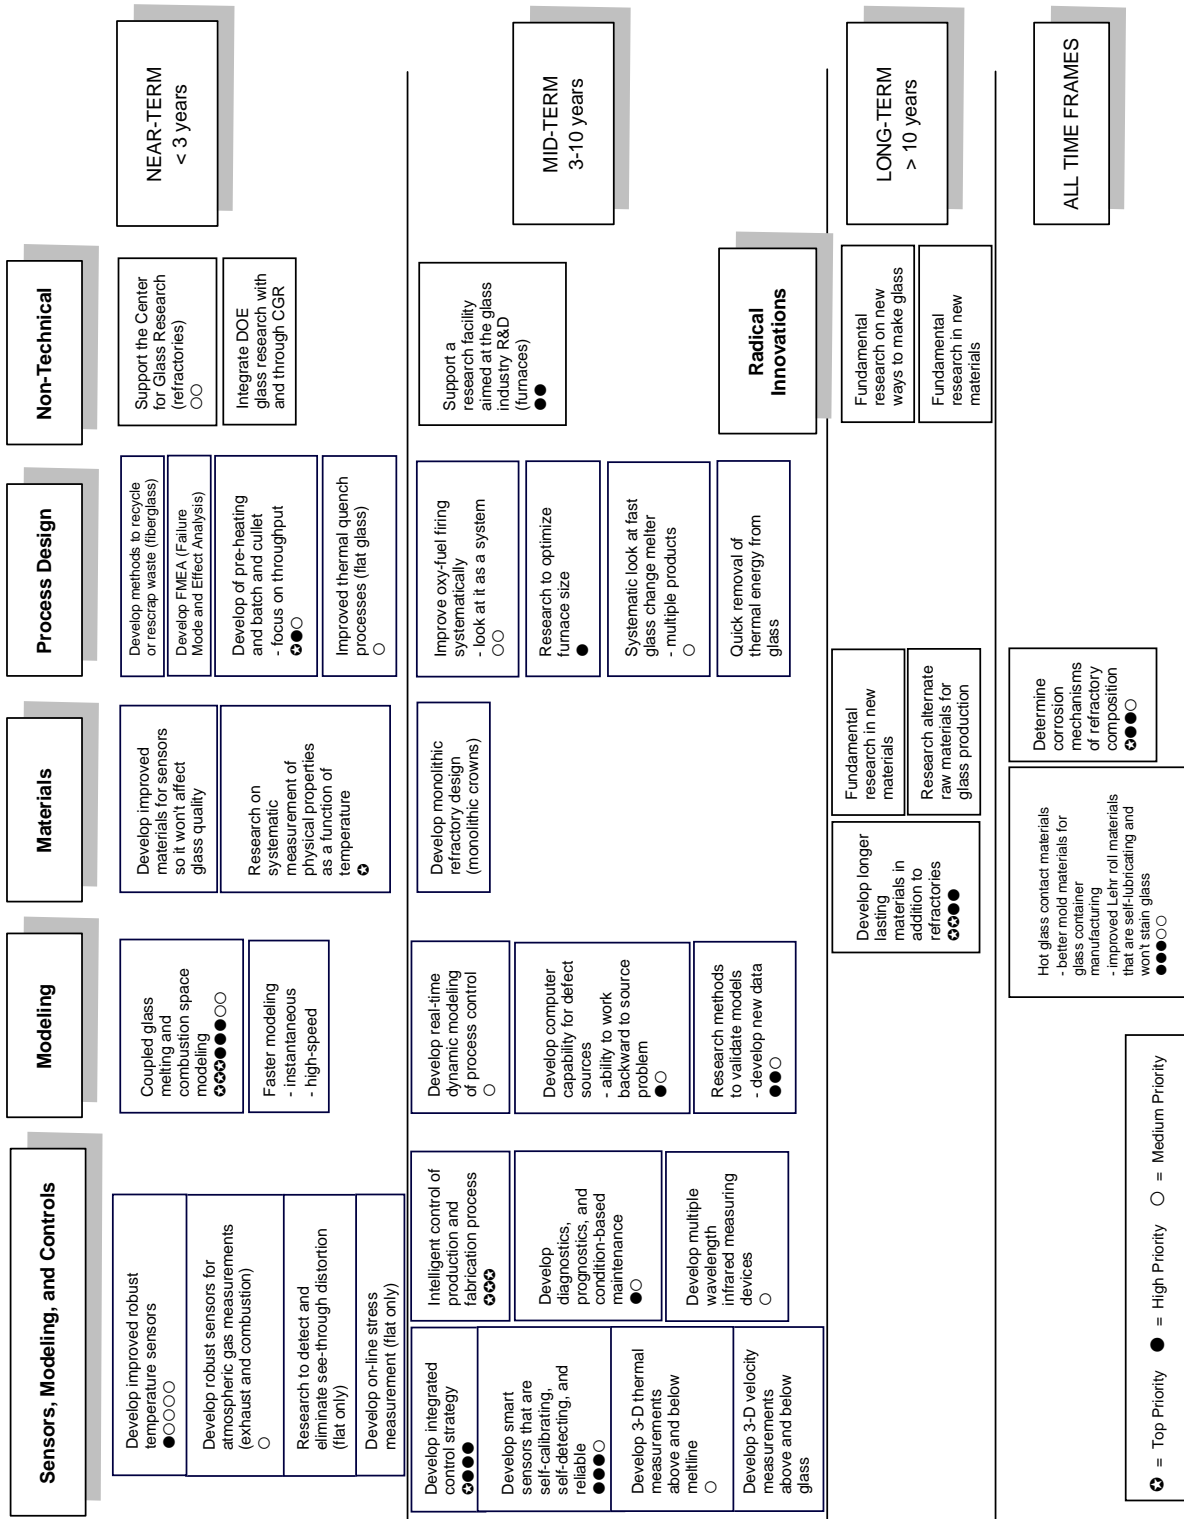 Sensors, Modeling, and Controls
Modeling
Materials
Process Design
Non-Technical
NEAR-TERM
< 3 years
Develop improved robust
temperature sensors
●○○○○
Develop robust sensors for
atmospheric gas measurements
(exhaust and combustion)
○
Research to detect and
eliminate see-through distortion
(flat only)
Develop on-line stress
measurement (flat only)
Coupled glass
melting and
combustion space
modeling
✪✪✪●●●●○○
Faster modeling
- instantaneous
- high-speed
Develop improved
materials for sensors
so it won't affect
glass quality
Research on
systematic
measurement of
physical properties
as a function of
temperature
✪
Develop methods to recycle
or rescrap waste (fiberglass)
Develop FMEA (Failure
Mode and Effect Analysis)
Develop of pre-heating
and batch and cullet
- focus on throughput
✪●○
Improved thermal quench
processes (flat glass)
○
Support the Center
for Glass Research
(refractories)
○○
Integrate DOE
glass research with
and through CGR
MID-TERM
3-10 years
Develop integrated
control strategy
✪●●●
Develop smart
sensors that are
self-calibrating,
self-detecting, and
reliable
●●●○
Develop 3-D thermal
measurements
above and below
meltline
○
Develop 3-D velocity
measurements
above and below
glass
Intelligent control of
production and
fabrication process
✪✪✪
Develop
diagnostics,
prognostics, and
condition-based
maintenance
●○
Develop multiple
wavelength
infrared measuring
devices
○
Develop real-time
dynamic modeling
of process control
○
Develop computer
capability for defect
sources
- ability to work
backward to source
problem
●○
Research methods
to validate models
- develop new data
●●○
Develop monolithic
refractory design
(monolithic crowns)
Improve oxy-fuel firing
systematically
- look at it as a system
○○
Research to optimize
furnace size
●
Systematic look at fast
glass change melter
- multiple products
○
Quick removal of
thermal energy from
glass
Support a
research facility
aimed at the glass
industry R&D
(furnaces)
●●
Radical
Innovations
LONG-TERM
> 10 years
Develop longer
lasting
materials in
addition to
refractories
✪✪●●
Fundamental
research in new
materials
Research alternate
raw materials for
glass production
Fundamental
research on new
ways to make glass
Fundamental
research in new
materials
ALL TIME FRAMES
Hot glass contact materials
- better mold materials for
glass container
manufacturing
- improved Lehr roll materials
that are self-lubricating and
won't stain glass
●●●○○
Determine
corrosion
mechanisms
of refractory
composition
✪●●○
✪ = Top Priority ● = High Priority ○ = Medium Priority